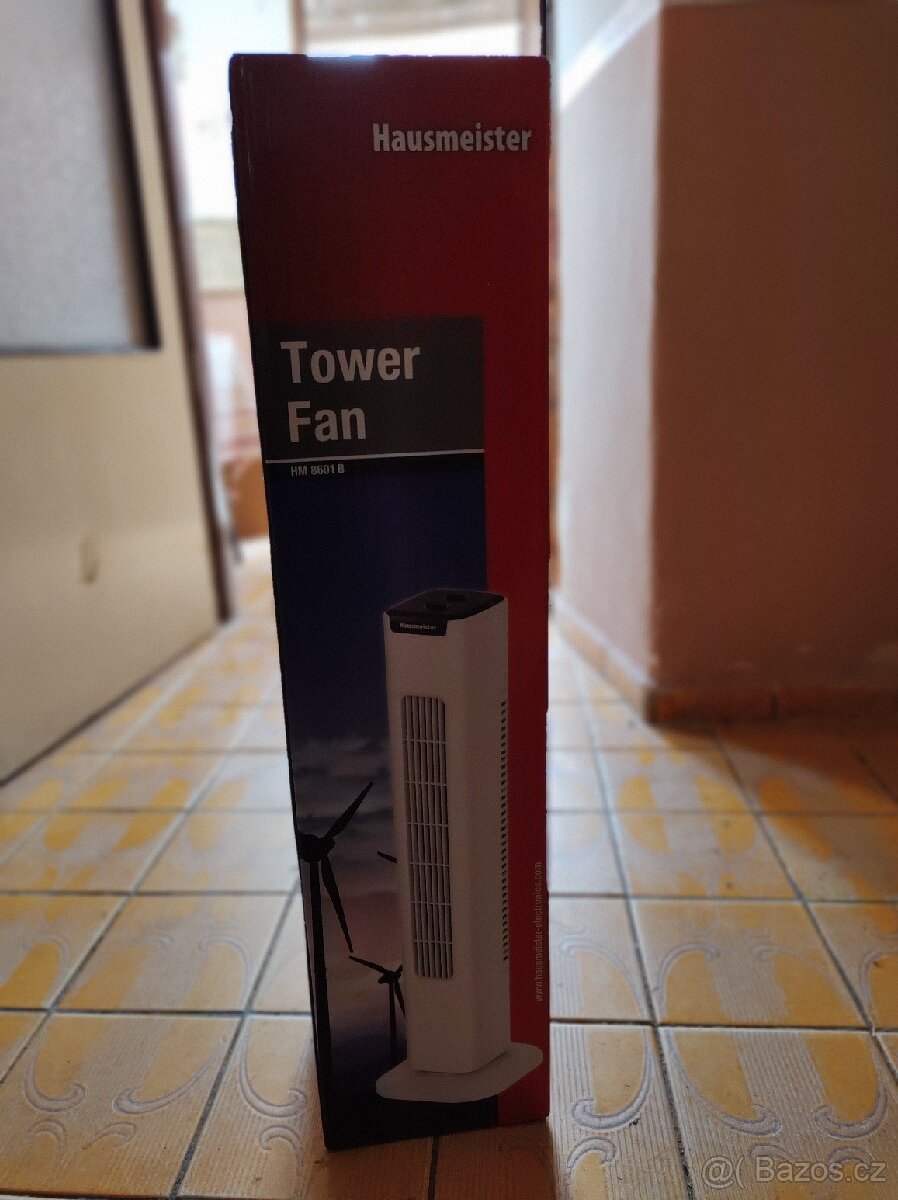 Hausmeister
Tower
Fan
HM 8601 B
Hausmeister
www.hausmeister-electronics.com
@( Bazos.cz